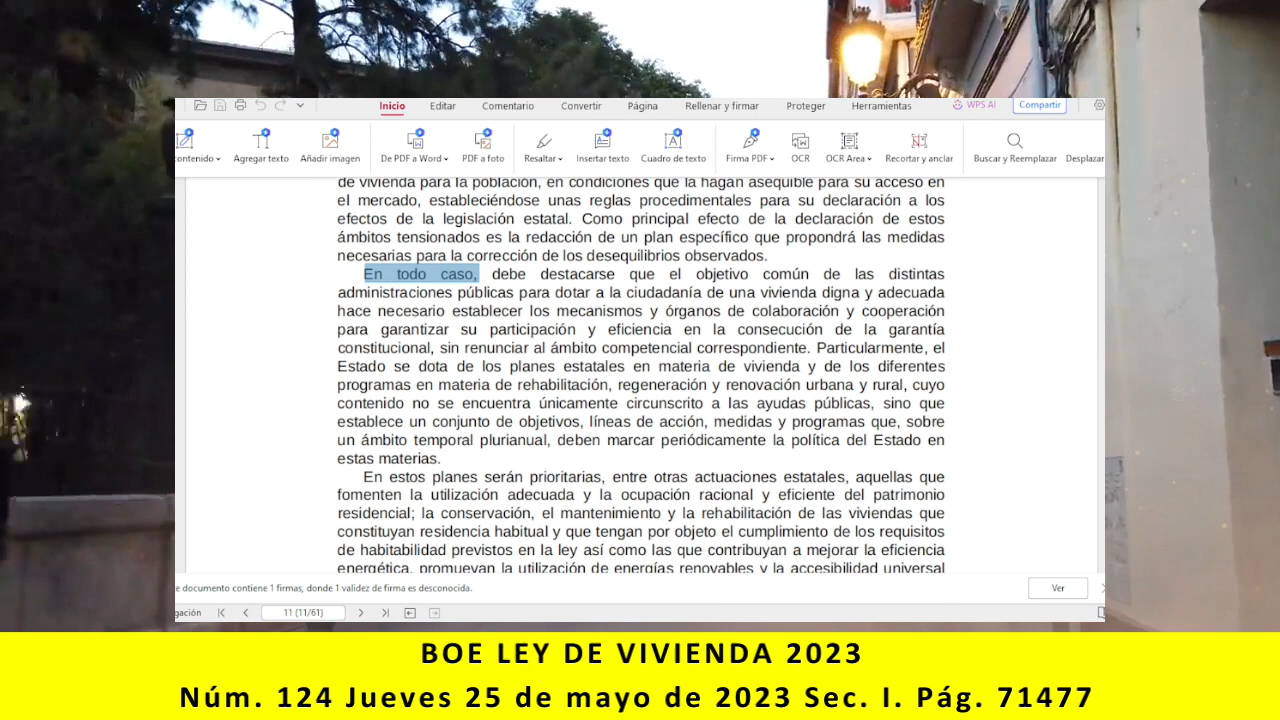 Inicio Editar Comentario Convertir Página Rellenar y firmar Proteger Herramientas WPS AI Compartir
contenido Agregar texto Añadir imagen De PDF a Word PDF a foto Resaltar Insertar texto Cuadro de texto Firma PDF OCR OCR Area Recortar y anclar Buscar y Reemplazar Desplazar
de vivienda para la población, en condiciones que la hagan asequible para su acceso en
el mercado, estableciéndose unas reglas procedimentales para su declaración a los
efectos de la legislación estatal. Como principal efecto de la declaración de estos
ámbitos tensionados es la redacción de un plan específico que propondrá las medidas
necesarias para la corrección de los desequilibrios observados.
En todo caso, debe destacarse que el objetivo común de las distintas
administraciones públicas para dotar a la ciudadanía de una vivienda digna y adecuada
hace necesario establecer los mecanismos y órganos de colaboración y cooperación
para garantizar su participación y eficiencia en la consecución de la garantía
constitucional, sin renunciar al ámbito competencial correspondiente. Particularmente, el
Estado se dota de los planes estatales en materia de vivienda y de los diferentes
programas en materia de rehabilitación, regeneración y renovación urbana y rural, cuyo
contenido no se encuentra únicamente circunscrito a las ayudas públicas, sino que
establece un conjunto de objetivos, líneas de acción, medidas y programas que, sobre
un ámbito temporal plurianual, deben marcar periódicamente la política del Estado en
estas materias.
En estos planes serán prioritarias, entre otras actuaciones estatales, aquellas que
fomenten la utilización adecuada y la ocupación racional y eficiente del patrimonio
residencial; la conservación, el mantenimiento y la rehabilitación de las viviendas que
constituyan residencia habitual y que tengan por objeto el cumplimiento de los requisitos
de habitabilidad previstos en la ley así como las que contribuyan a mejorar la eficiencia
energética, promuevan la utilización de energías renovables y la accesibilidad universal
e documento contiene 1 firmas, donde 1 validez de firma es desconocida. Ver
gación 11 (11/61)
BOE LEY DE VIVIENDA 2023
Núm. 124 Jueves 25 de mayo de 2023 Sec. I. Pág. 71477